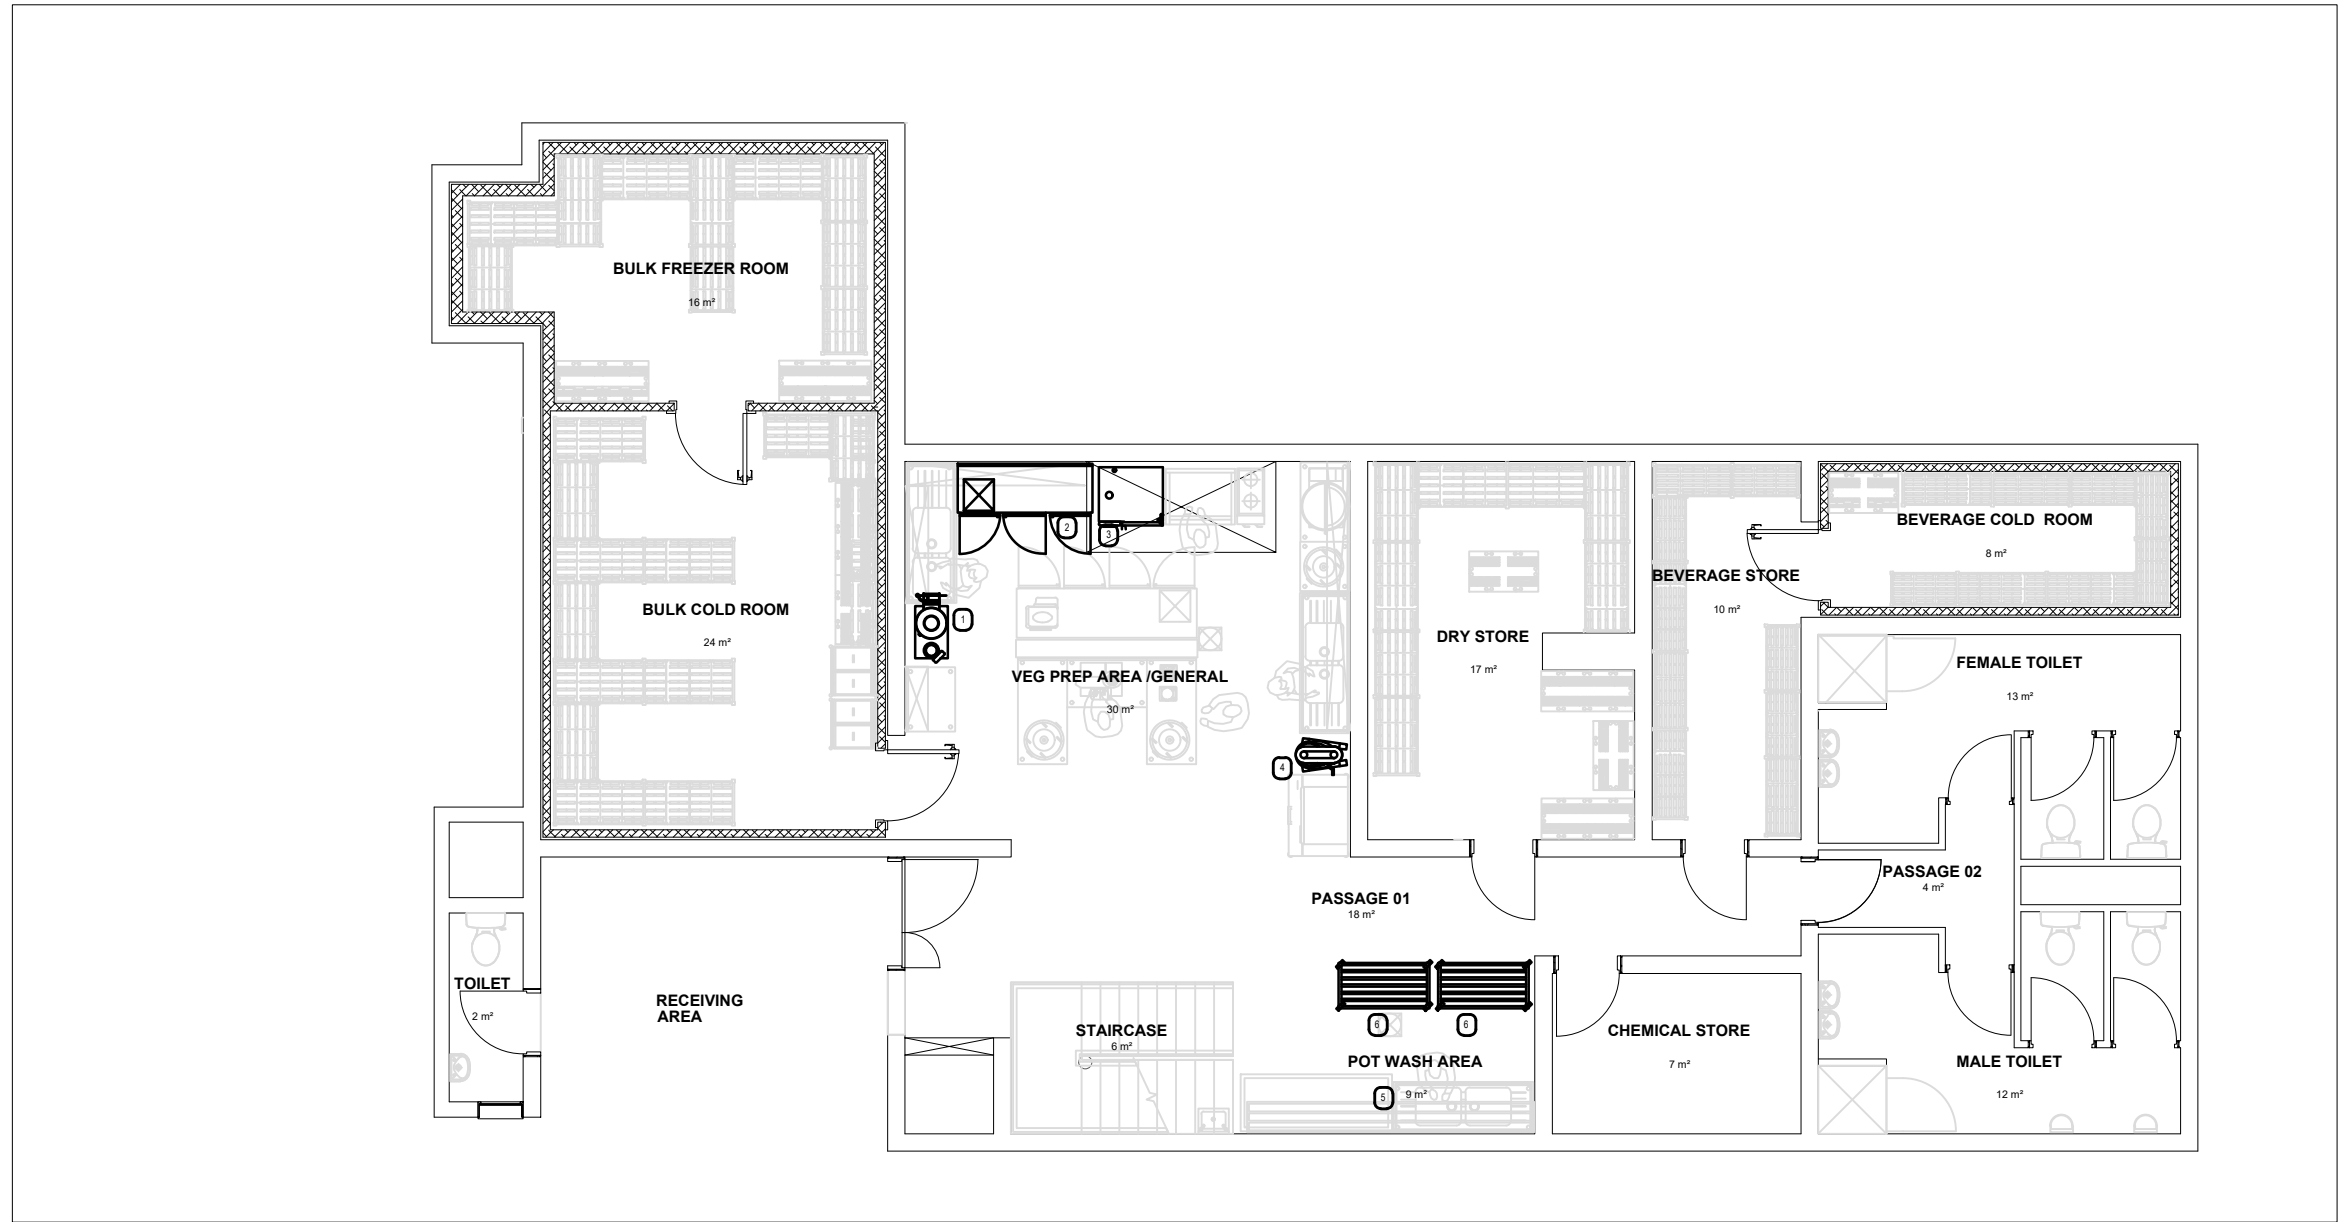 BULK FREEZER ROOM
16 m²
BULK COLD ROOM
24 m²
2
3
1
VEG PREP AREA /GENERAL
30 m²
4
DRY STORE
17 m²
BEVERAGE STORE
10 m²
BEVERAGE COLD ROOM
8 m²
FEMALE TOILET
13 m²
PASSAGE 01
18 m²
PASSAGE 02
4 m²
TOILET
2 m²
RECEIVING
AREA
STAIRCASE
6 m²
6
6
POT WASH AREA
5
9 m²
CHEMICAL STORE
7 m²
MALE TOILET
12 m²